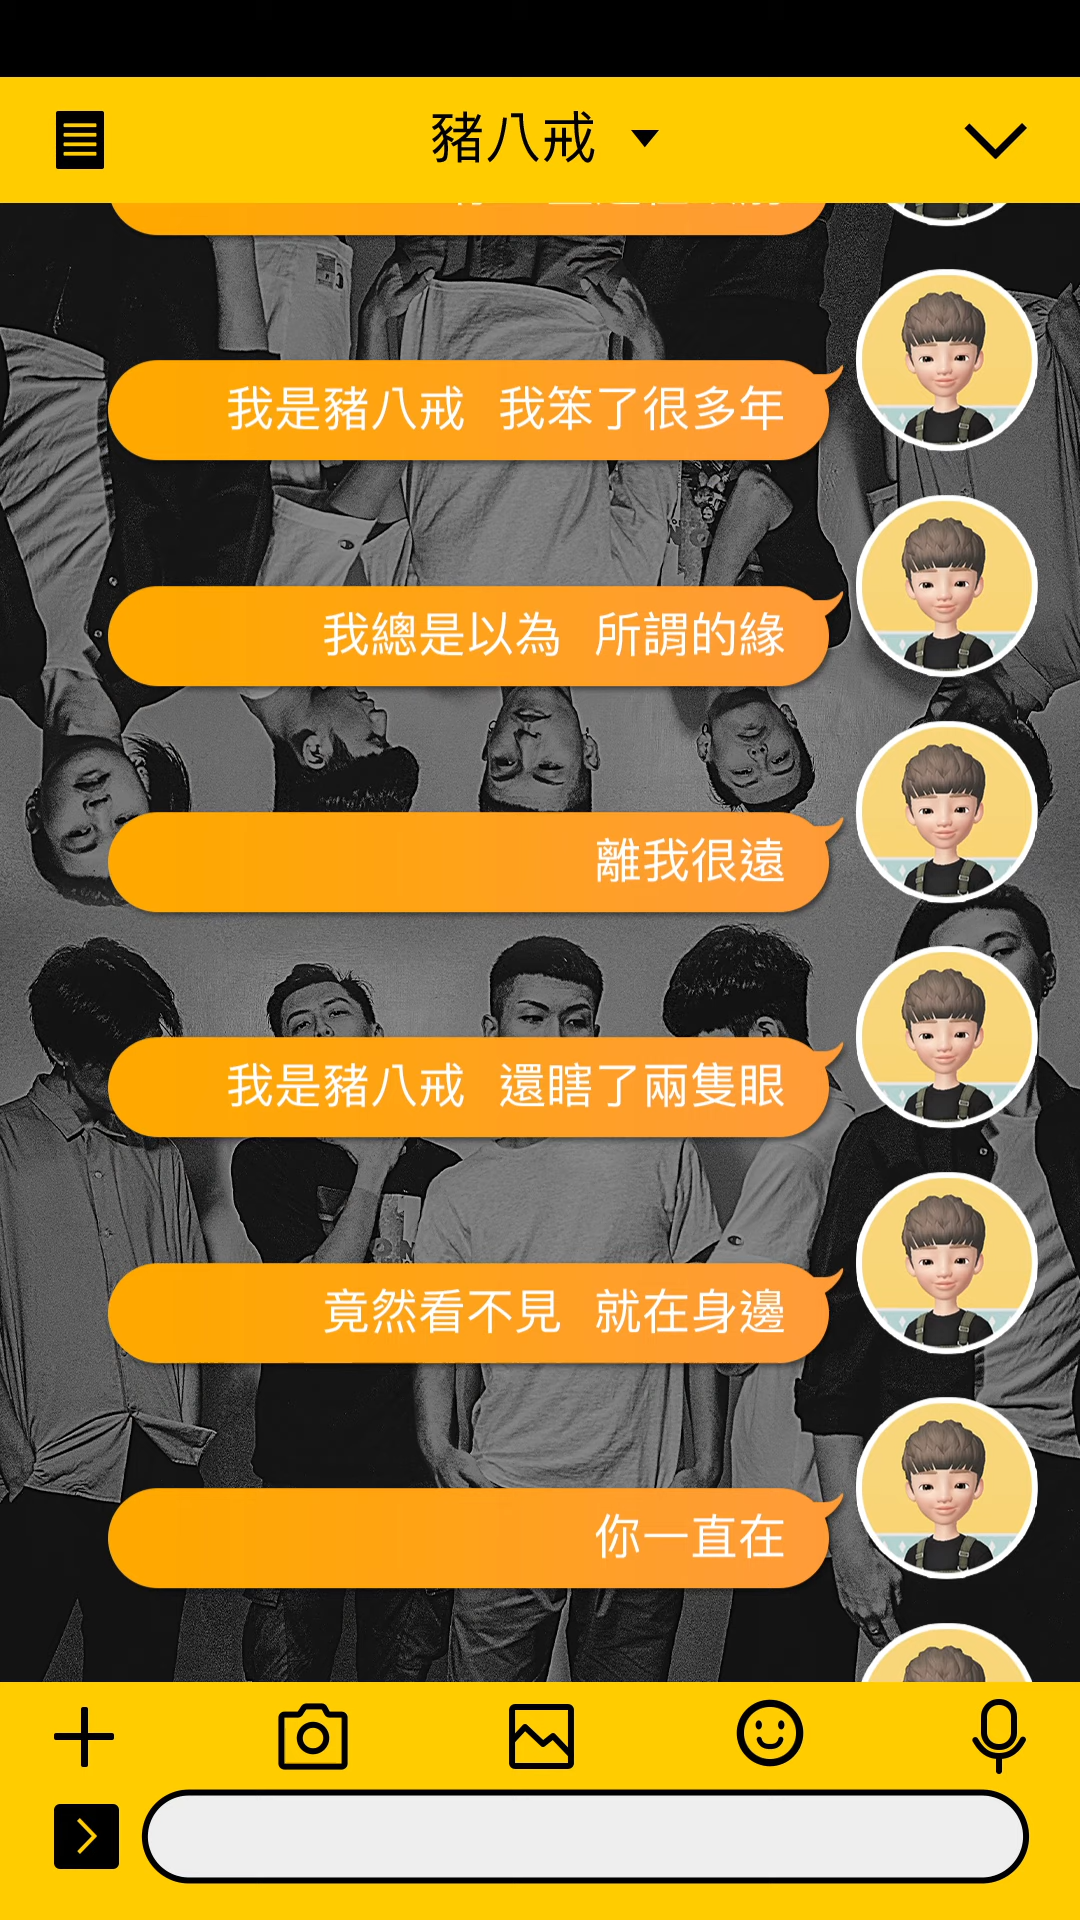 豬八戒
我是豬八戒 我笨了很多年
我總是以為 所謂的緣
離我很遠
我是豬八戒 還瞎了兩隻眼
竟然看不見 就在身邊
你一直在